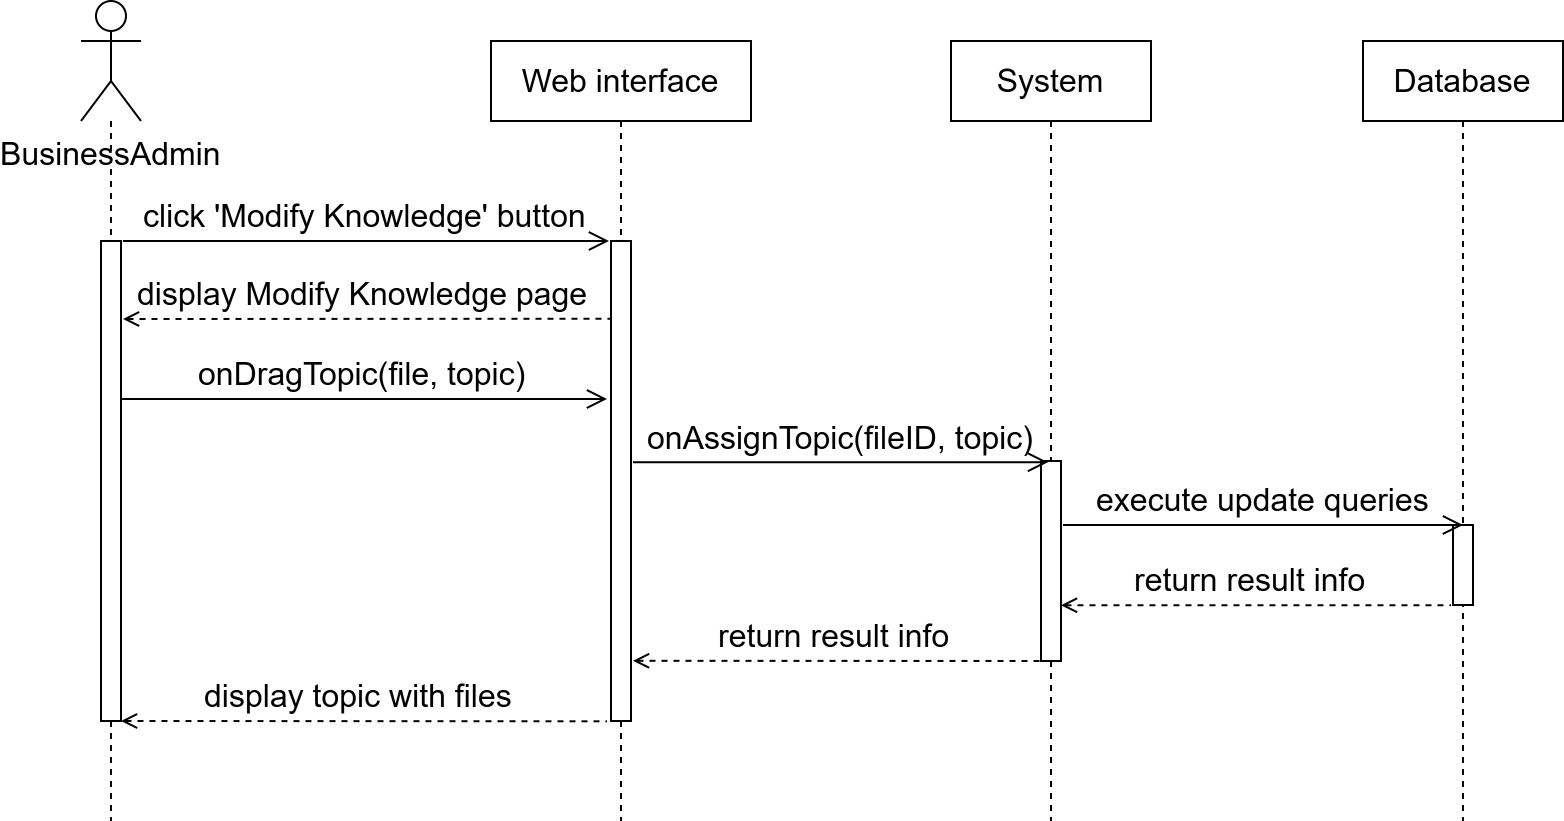 Web interface
System
Database
BusinessAdmin
click 'Modify Knowledge' button
display Modify Knowledge page
onDragTopic(file, topic)
onAssignTopic(fileID, topic)
execute update queries
return result info
return result info
display topic with files